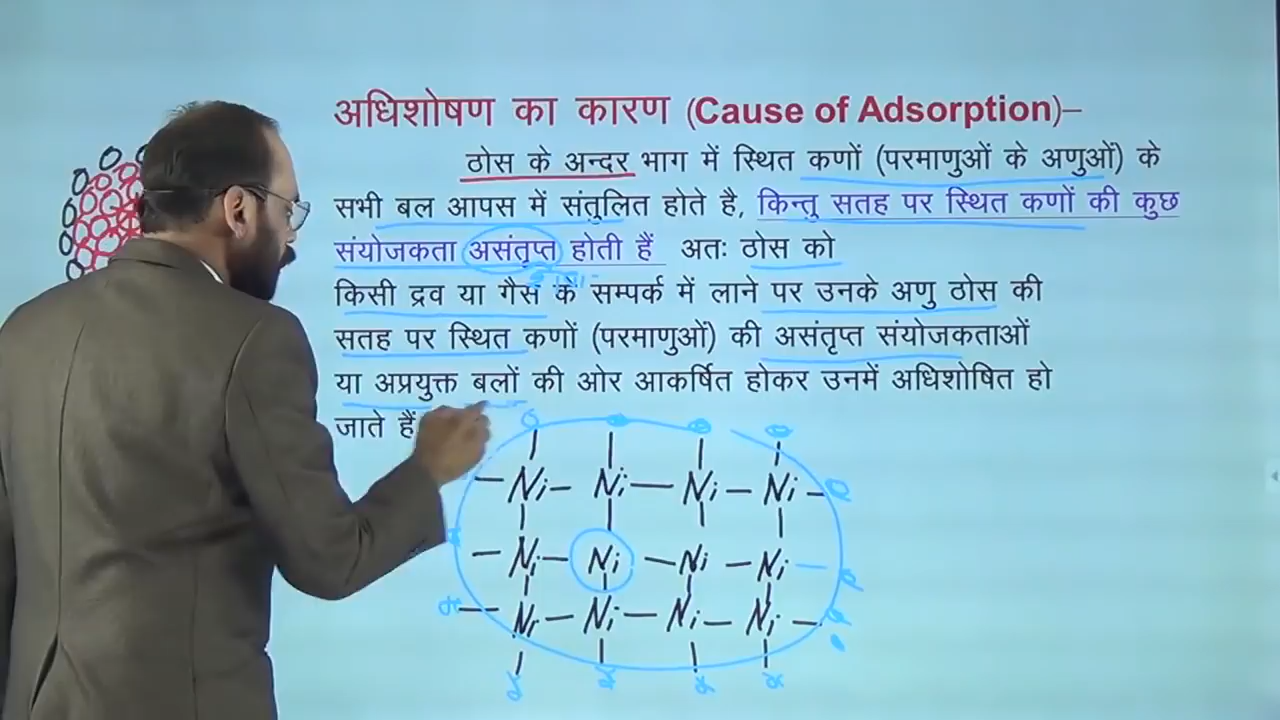 अधिशोषण का कारण (Cause of Adsorption)–
ठोस के अन्दर भाग में स्थित कणों (परमाणुओं के अणुओं) के
सभी बल आपस में संतुलित होते है, किन्तु सतह पर स्थित कणों की कुछ
संयोजकता असंतृप्त होती हैं अतः ठोस को
किसी द्रव या गैस के सम्पर्क में लाने पर उनके अणु ठोस की
सतह पर स्थित कणों (परमाणुओं) की असंतृप्त संयोजकताओं
या अप्रयुक्त बलों की ओर आकर्षित होकर उनमें अधिशोषित हो
जाते हैं
Ni – Ni – Ni – Ni
Ni – Ni – Ni – Ni
Ni – Ni – Ni – Ni